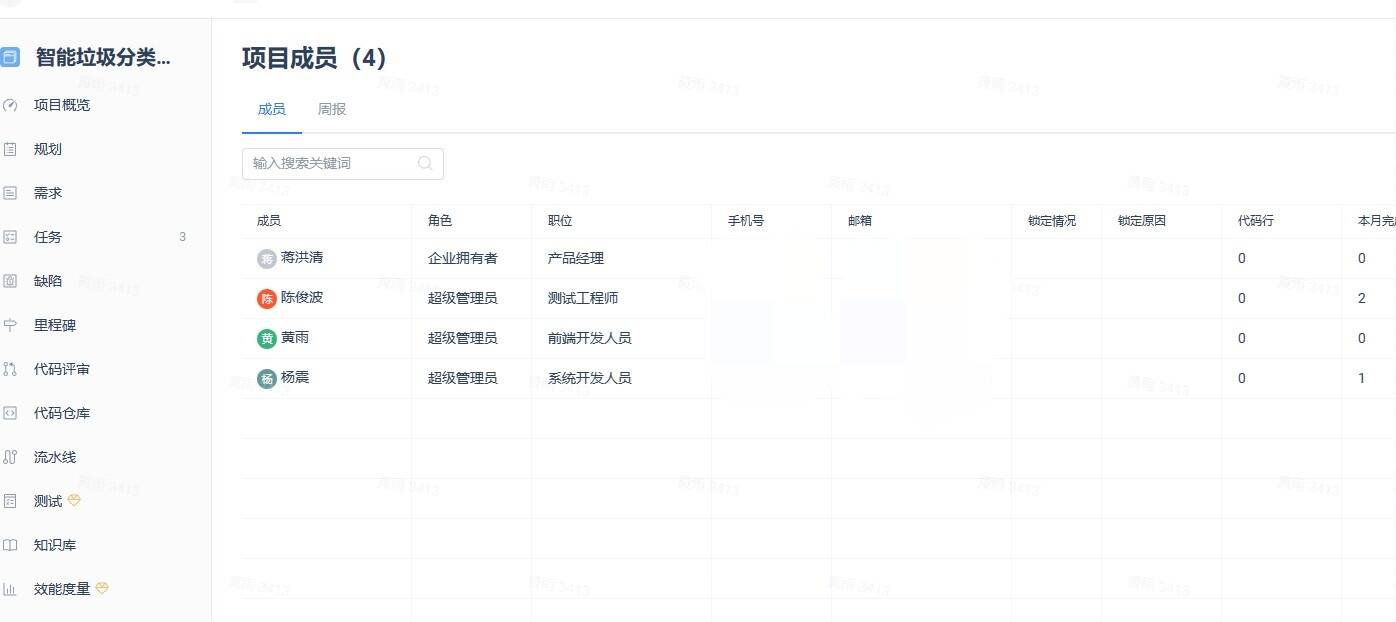 智能垃圾分类...
项目概览
规划
需求
任务 3
缺陷
里程碑
代码评审
代码仓库
流水线
测试
知识库
效能度量
项目成员（4）
成员 周报
输入搜索关键词
成员 角色 职位 手机号 邮箱 锁定情况 锁定原因 代码行 本月完
蒋 蒋洪清 企业拥有者 产品经理 0 0
陈 陈俊波 超级管理员 测试工程师 0 2
黄 黄雨 超级管理员 前端开发人员 0 0
杨 杨震 超级管理员 系统开发人员 0 1
黄雨 3413